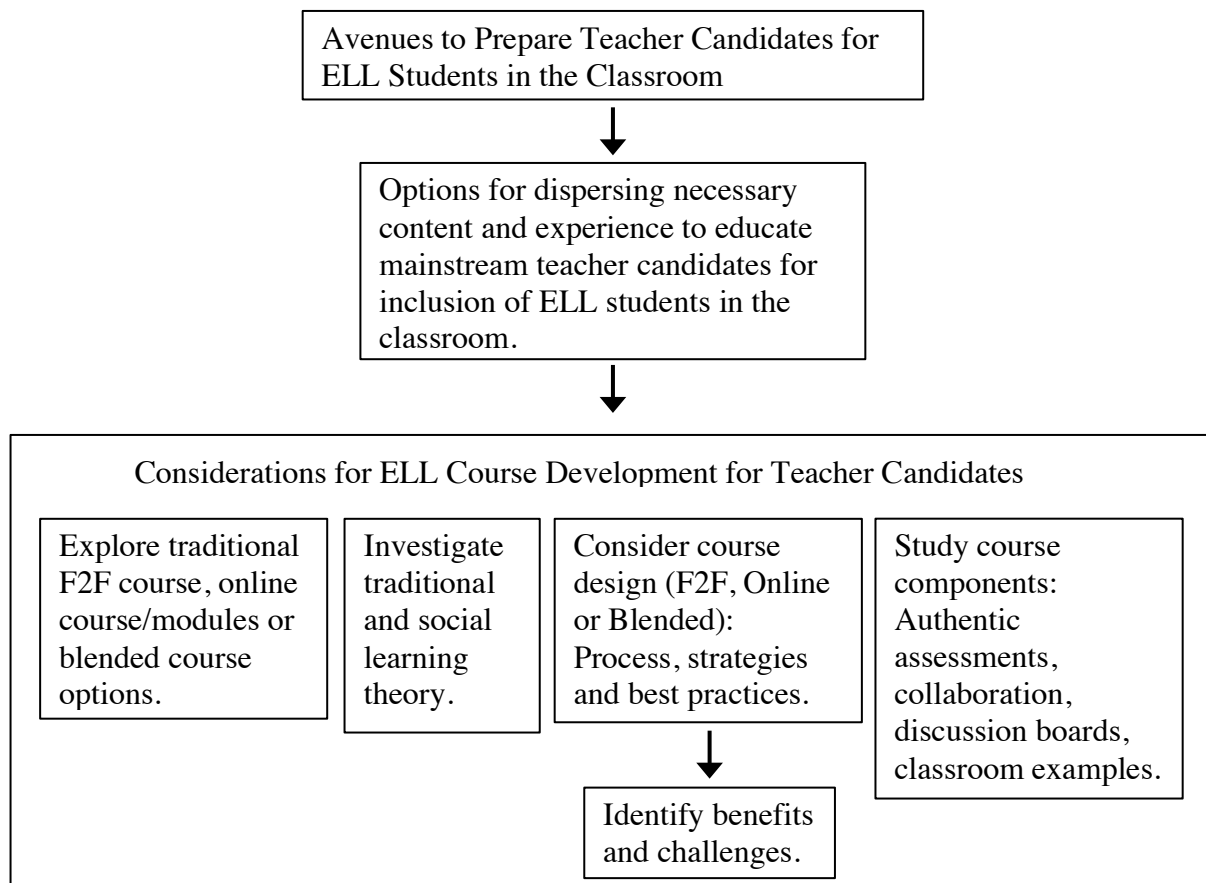 Avenues to Prepare Teacher Candidates for
ELL Students in the Classroom
Options for dispersing necessary
content and experience to educate
mainstream teacher candidates for
inclusion of ELL students in the
classroom.
Considerations for ELL Course Development for Teacher Candidates
Explore traditional
F2F course, online
course/modules or
blended course
options.
Investigate
traditional
and social
learning
theory.
Consider course
design (F2F, Online
or Blended):
Process, strategies
and best practices.
Identify benefits
and challenges.
Study course
components:
Authentic
assessments,
collaboration,
discussion boards,
classroom examples.